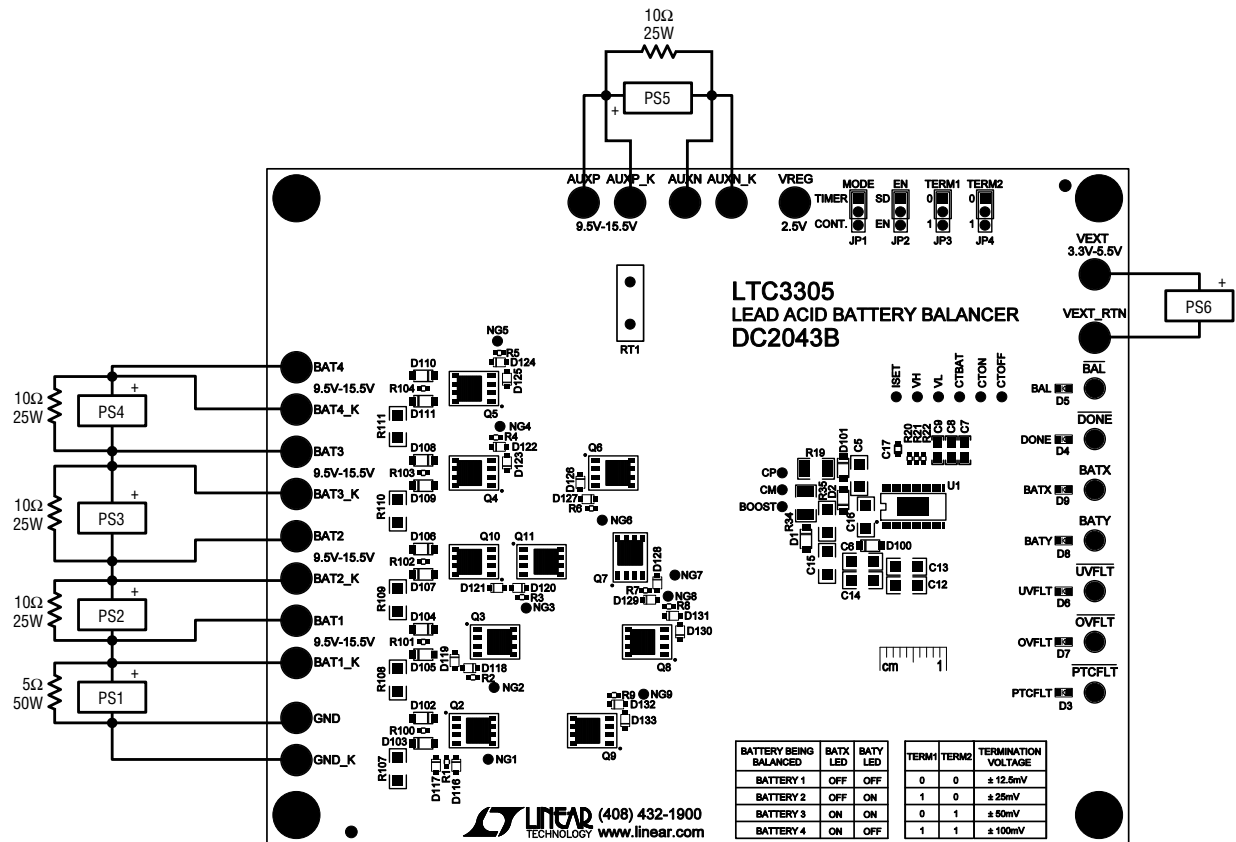 10Ω
25W
PS5
+
AUXP AUXP_K AUXN AUXN_K VREG
9.5V-15.5V
2.5V
MODE EN TERM1 TERM2
TIMER SD 0 0
CONT. EN 1 1
JP1 JP2 JP3 JP4
VEXT
3.3V-5.5V
+
PS6
VEXT_RTN
LTC3305
LEAD ACID BATTERY BALANCER
DC2043B
RT1
10Ω
25W
+
PS4
10Ω
25W
+
PS3
10Ω
25W
+
PS2
5Ω
50W
+
PS1
BAT4
9.5V-15.5V
BAT4_K
BAT3
9.5V-15.5V
BAT3_K
BAT2
9.5V-15.5V
BAT2_K
BAT1
9.5V-15.5V
BAT1_K
GND
GND_K
NG5
R5
D124
D125
D110
R104
D111
R111
Q5
NG4
R4
D122
D123
D108
R103
D109
R110
Q4
Q6
D126
D127
R6
NG6
D106
R102
D107
R109
Q10
Q11
D121
D120
R3
NG3
Q7
D128
R7
D129
NG7
NG8
R8
D131
D130
Q8
D104
R101
D105
R108
Q3
D119
D118
R2
NG2
D102
R100
D103
R107
Q2
D117
R1
D116
NG1
R9
NG9
D132
D133
Q9
ISET
VH
VL
CTBAT
CTON
CTOFF
CP
CM
BOOST
R19
D101
C5
R34
R35
D2
D1
C15
C16
C17
R20
R21
R22
C9
C8
C7
U1
D100
C6
C14
C13
C12
cm 1
BAL
BAL
D5
DONE
DONE
D4
BATX
BATX
D9
BATY
BATY
D8
UVFLT
UVFLT
D6
OVFLT
OVFLT
D7
PTCFLT
PTCFLT
D3
BATTERY BEING BALANCED BATX LED BATY LED
BATTERY 1 OFF OFF
BATTERY 2 OFF ON
BATTERY 3 ON ON
BATTERY 4 ON OFF
TERM1 TERM2 TERMINATION VOLTAGE
0 0 ± 12.5mV
1 0 ± 25mV
0 1 ± 50mV
1 1 ± 100mV
LINEAR (408) 432-1900
TECHNOLOGY www.linear.com